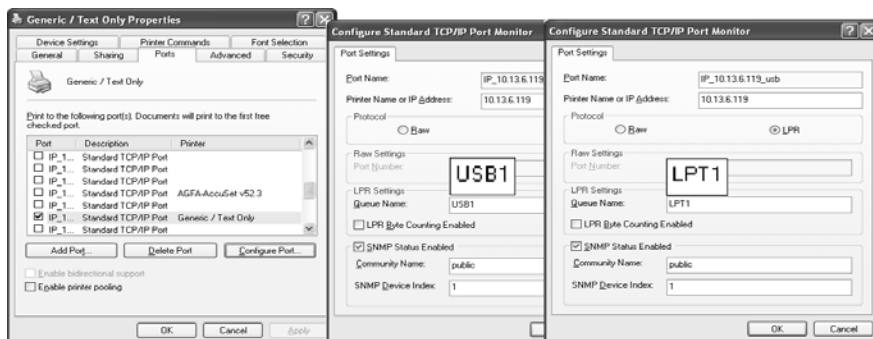 Generic / Text Only Properties
Device Settings Printer Commands Font Selection
General Sharing Ports Advanced Security
Generic / Text Only
Print to the following port(s). Documents will print to the first free
checked port.
Port Description Printer
IP_1... Standard TCP/IP Port
IP_1... Standard TCP/IP Port
IP_1... Standard TCP/IP Port
IP_1... Standard TCP/IP Port AGFA-AccuSet v52.3
IP_1... Standard TCP/IP Port
IP_1... Standard TCP/IP Port Generic / Text Only
IP_1... Standard TCP/IP Port
Add Port... Delete Port Configure Port...
Enable bidirectional support
Enable printer pooling
OK Cancel Apply
Configure Standard TCP/IP Port Monitor
Port Settings
Port Name: IP_10.13.6.119
Printer Name or IP Address: 10.13.6.119
Protocol
Raw
Raw Settings
Port Number:
USB1
LPR Settings
Queue Name: USB1
LPR Byte Counting Enabled
SNMP Status Enabled
Community Name: public
SNMP Device Index: 1
Configure Standard TCP/IP Port Monitor
Port Settings
Port Name: IP_10.13.6.119_usb
Printer Name or IP Address: 10.13.6.119
Protocol
Raw LPR
Raw Settings
Port Number:
LPT1
LPR Settings
Queue Name: LPT1
LPR Byte Counting Enabled
SNMP Status Enabled
Community Name: public
SNMP Device Index: 1
OK Cancel